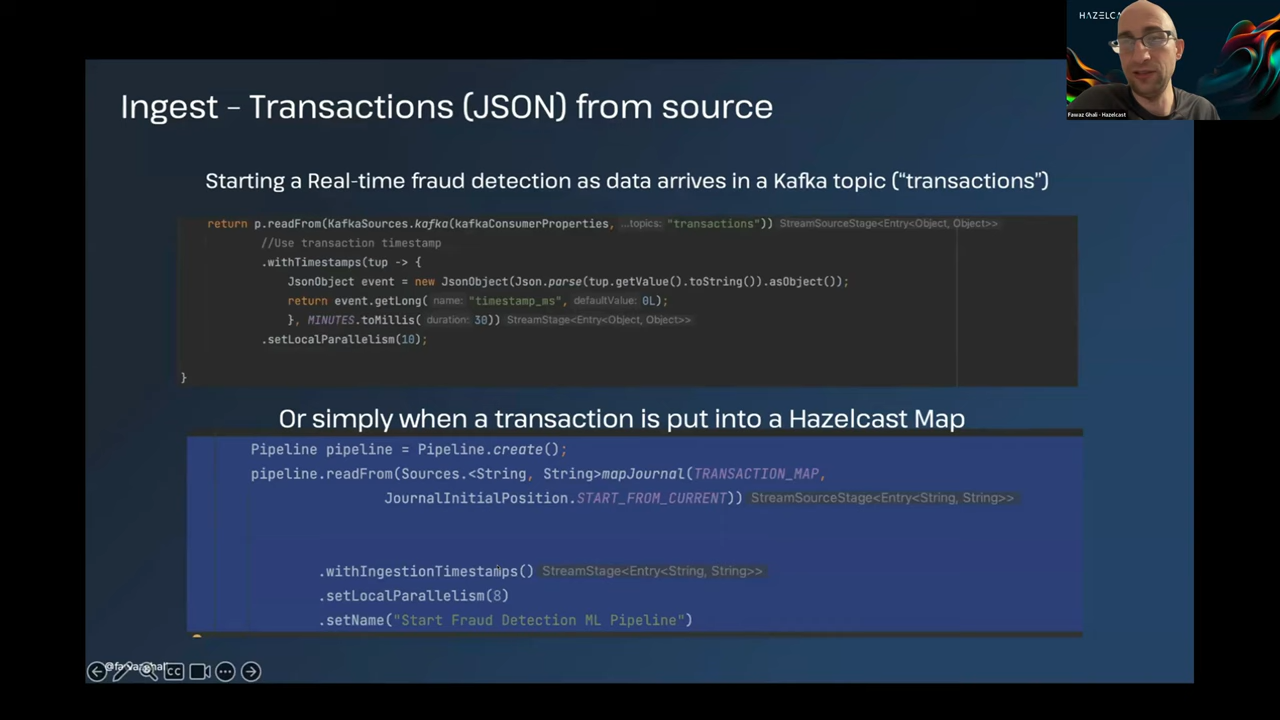 HAZELCA
Fawaz Ghali - Hazelcast
Ingest – Transactions (JSON) from source
Starting a Real-time fraud detection as data arrives in a Kafka topic (“transactions”)
return p.readFrom(KafkaSources.kafka(kafkaConsumerProperties, ...topics: "transactions")) StreamSourceStage<Entry<Object, Object>>
//Use transaction timestamp
.withTimestamps(tup -> {
JsonObject event = new JsonObject(Json.parse(tup.getValue().toString()).asObject());
return event.getLong( name: "timestamp_ms", defaultValue: 0L);
}, MINUTES.toMillis( duration: 30)) StreamStage<Entry<Object, Object>>
.setLocalParallelism(10);
}
Or simply when a transaction is put into a Hazelcast Map
Pipeline pipeline = Pipeline.create();
pipeline.readFrom(Sources.<String, String>mapJournal(TRANSACTION_MAP,
JournalInitialPosition.START_FROM_CURRENT)) StreamSourceStage<Entry<String, String>>
.withIngestionTimestamps() StreamStage<Entry<String, String>>
.setLocalParallelism(8)
.setName("Start Fraud Detection ML Pipeline")
CC